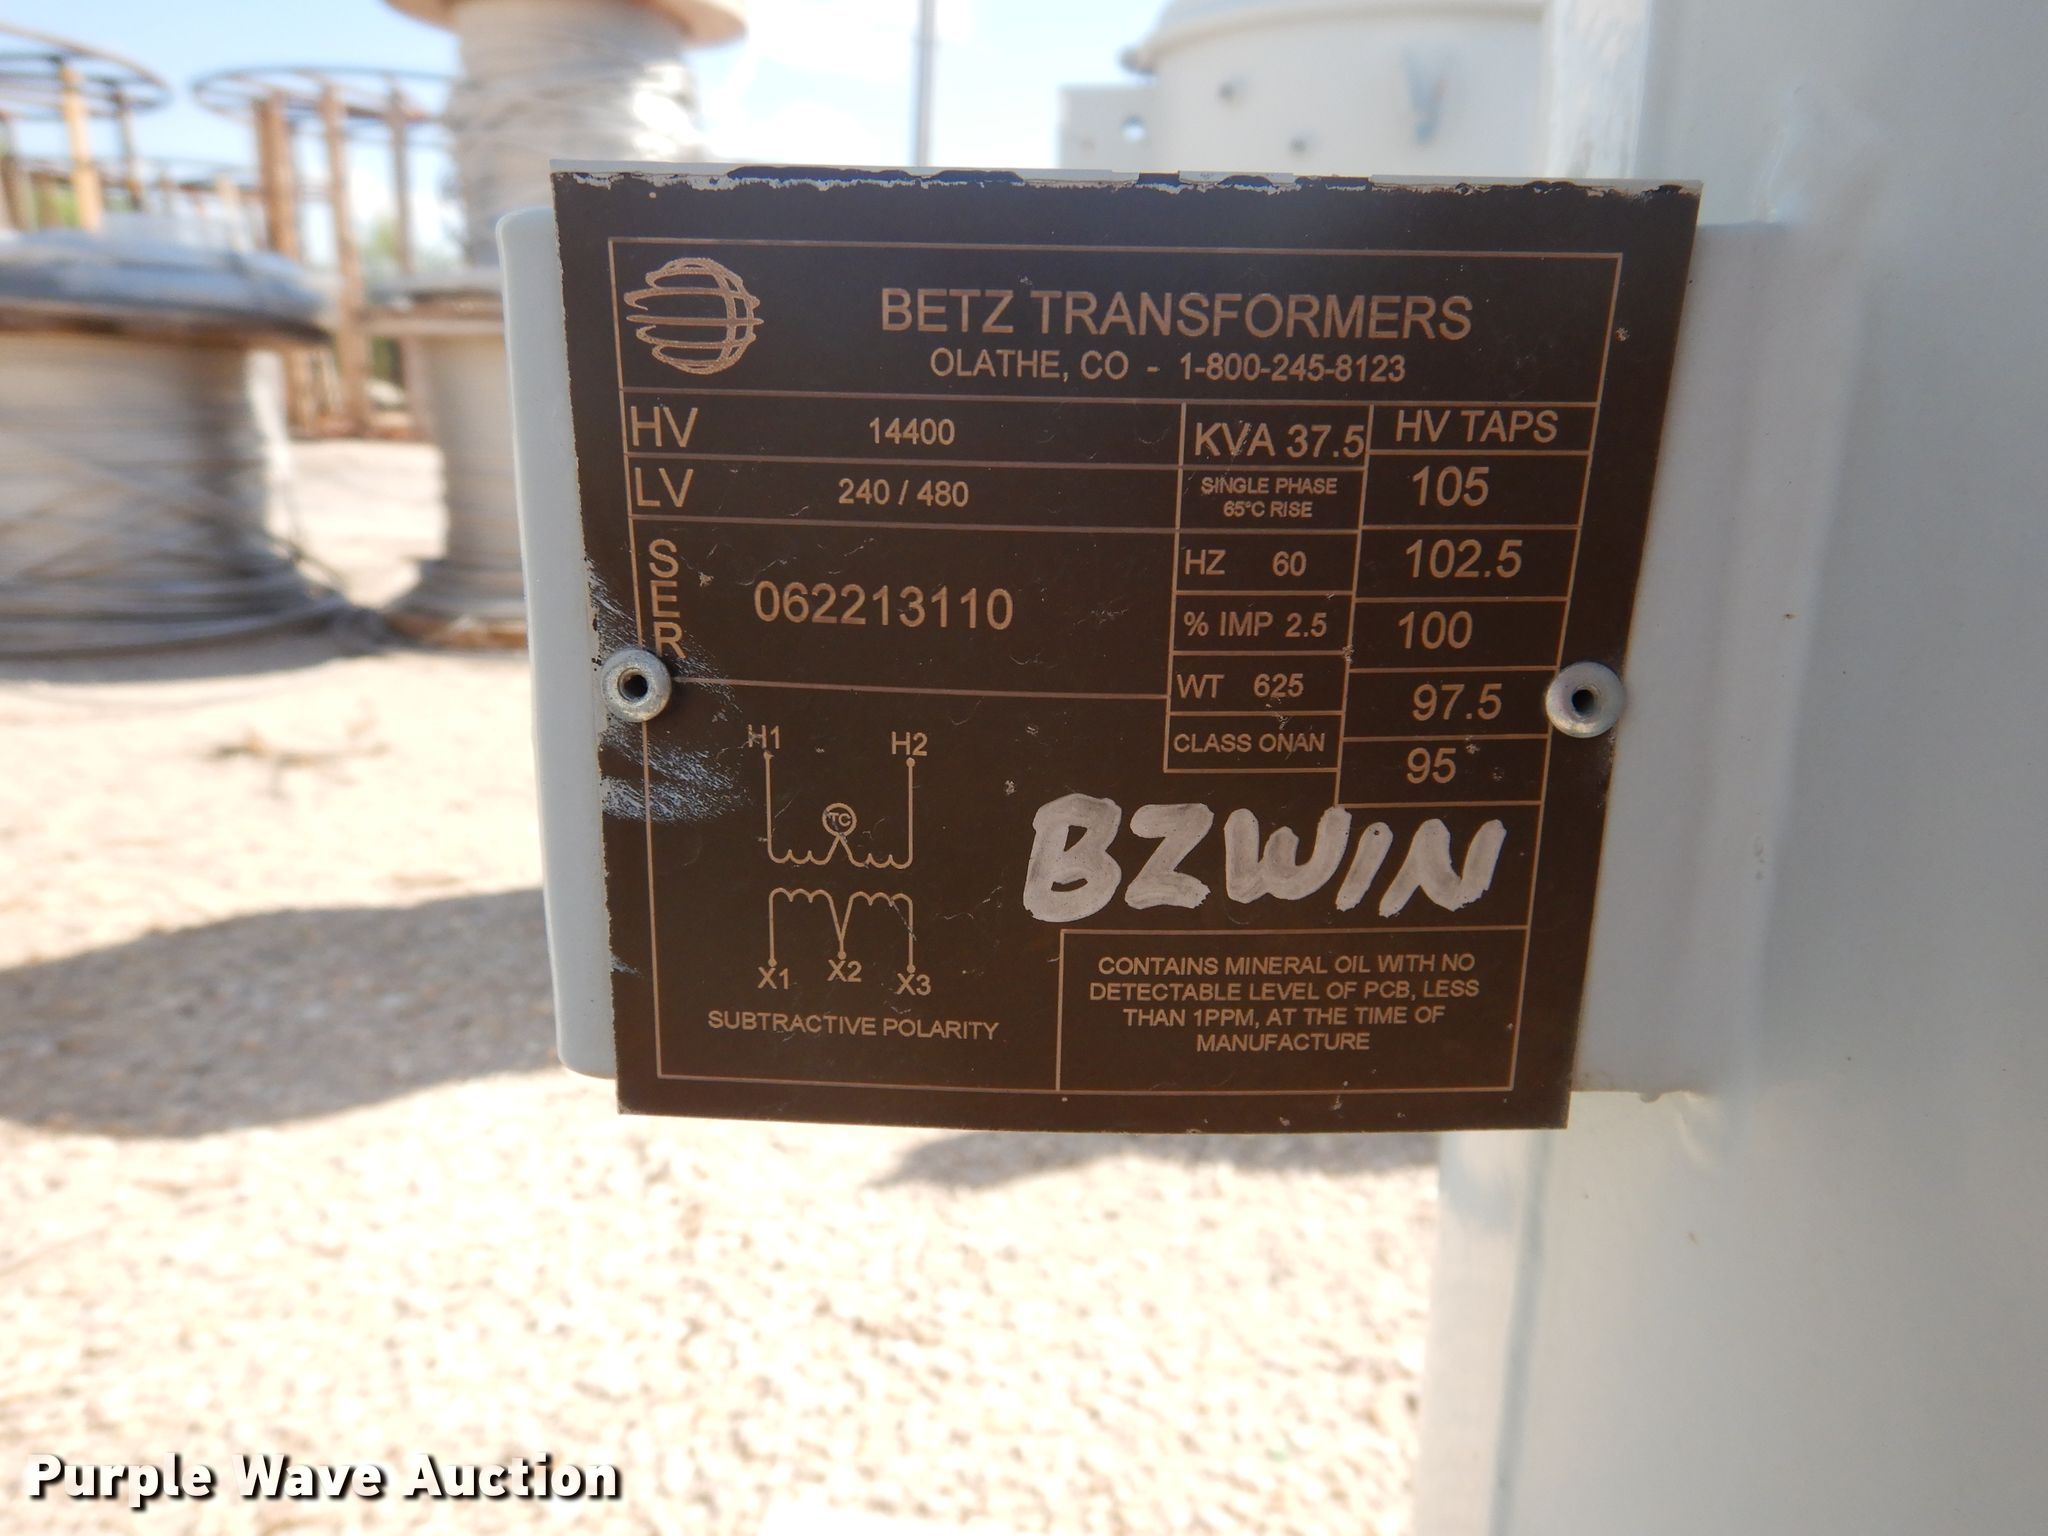 BETZ TRANSFORMERS
OLATHE, CO - 1-800-245-8123
HV 14400
LV 240 / 480
SER 062213110
KVA 37.5
SINGLE PHASE
65°C RISE
HZ 60
% IMP 2.5
WT 625
CLASS ONAN
HV TAPS
105
102.5
100
97.5
95
H1 H2
TC
X1 X2 X3
SUBTRACTIVE POLARITY
BZWIN
CONTAINS MINERAL OIL WITH NO
DETECTABLE LEVEL OF PCB, LESS
THAN 1PPM, AT THE TIME OF
MANUFACTURE
Purple Wave Auction